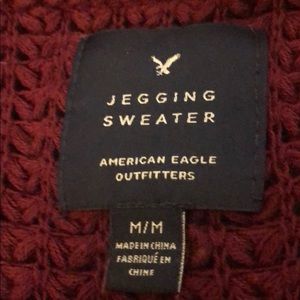 JEGGING
SWEATER
AMERICAN EAGLE
OUTFITTERS
M/M
MADE IN CHINA
FABRIQUÉ EN
CHINE